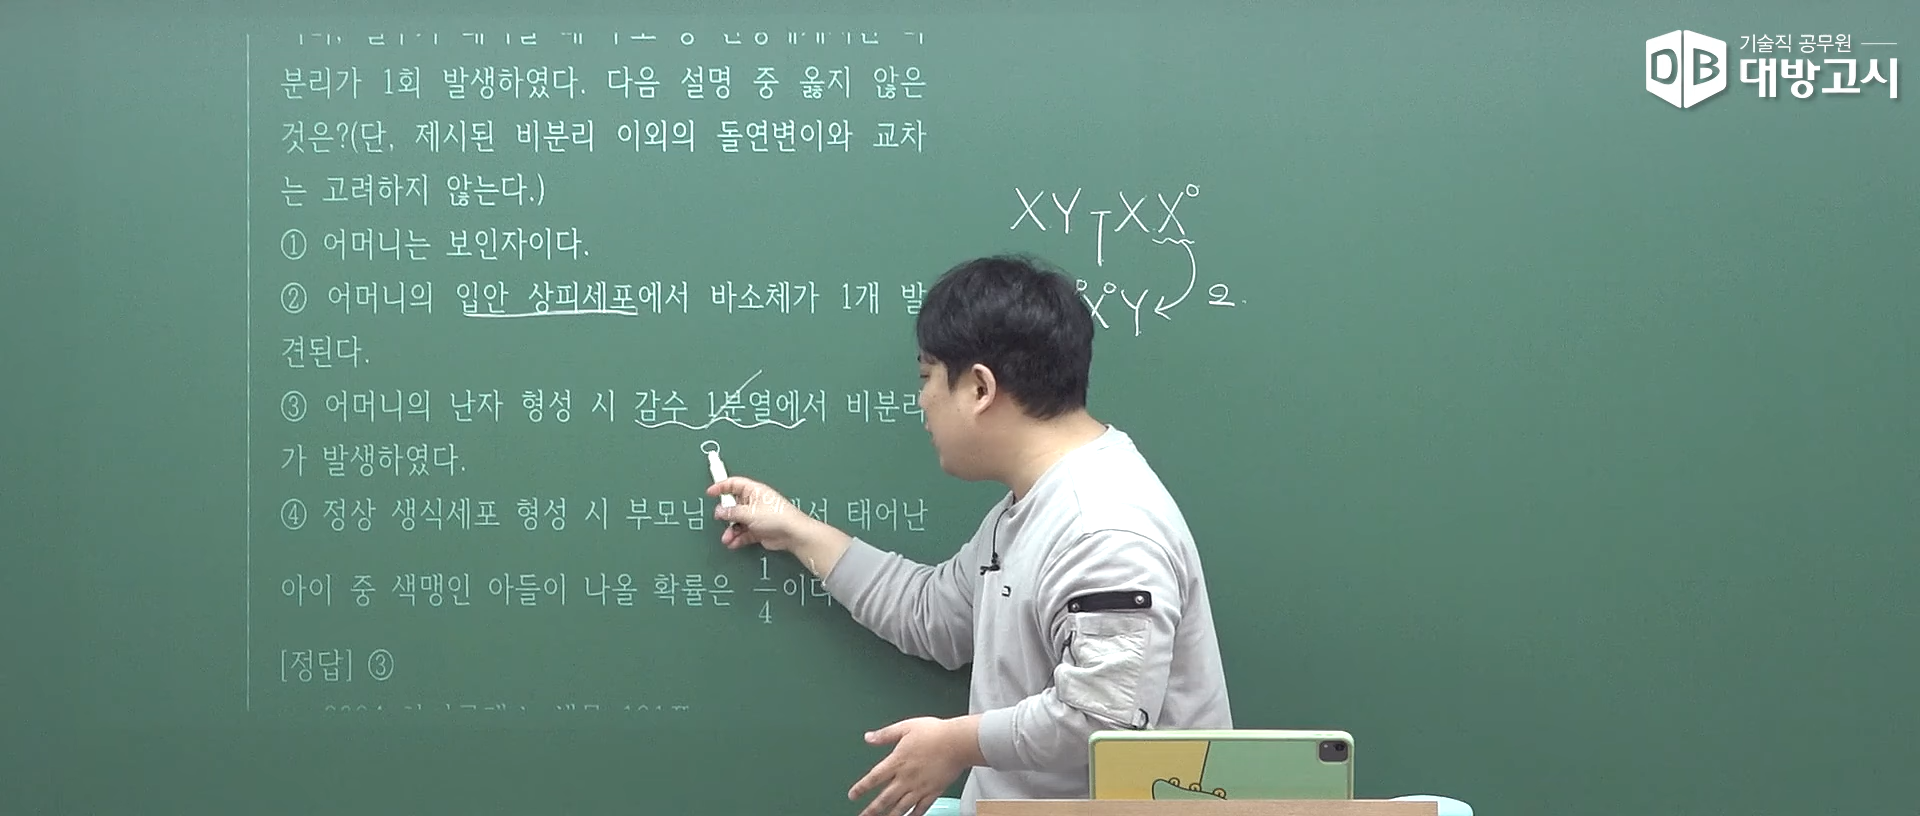 분리가 1회 발생하였다. 다음 설명 중 옳지 않은
것은?(단, 제시된 비분리 이외의 돌연변이와 교차
는 고려하지 않는다.)
① 어머니는 보인자이다.
② 어머니의 입안 상피세포에서 바소체가 1개 발
견된다.
③ 어머니의 난자 형성 시 감수 1분열에서 비분리
가 발생하였다.
④ 정상 생식세포 형성 시 부모님 에서 태어난
아이 중 색맹인 아들이 나올 확률은 1/4이다
[정답] ③
XY XX°
°X°Y 2.
기술직 공무원
DB 대방고시